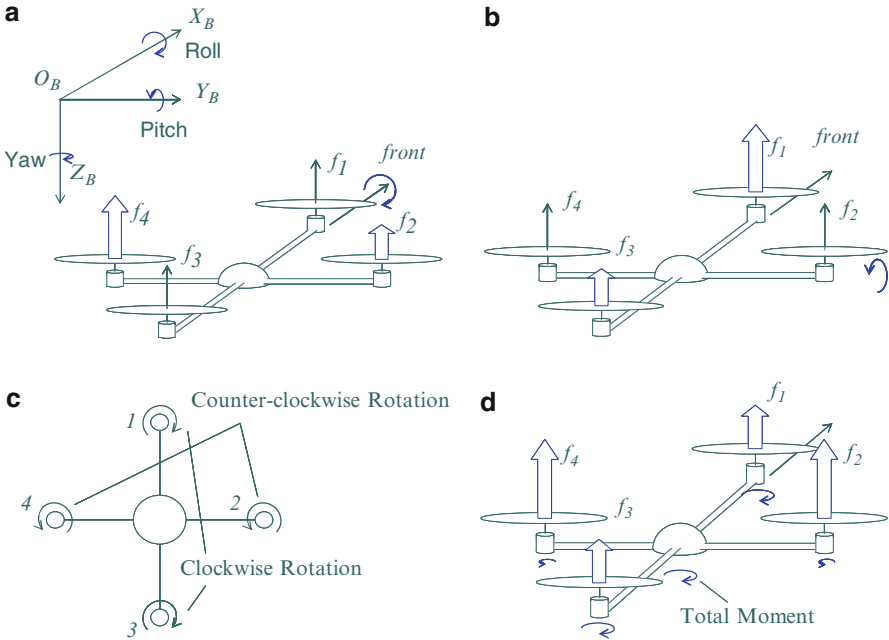 a
X_B
Roll
O_B
Y_B
Pitch
Yaw
Z_B
f_1
front
f_4
f_2
f_3
b
f_1
front
f_4
f_2
f_3
c
Counter-clockwise Rotation
1
4
2
Clockwise Rotation
3
d
f_1
f_4
f_2
f_3
Total Moment